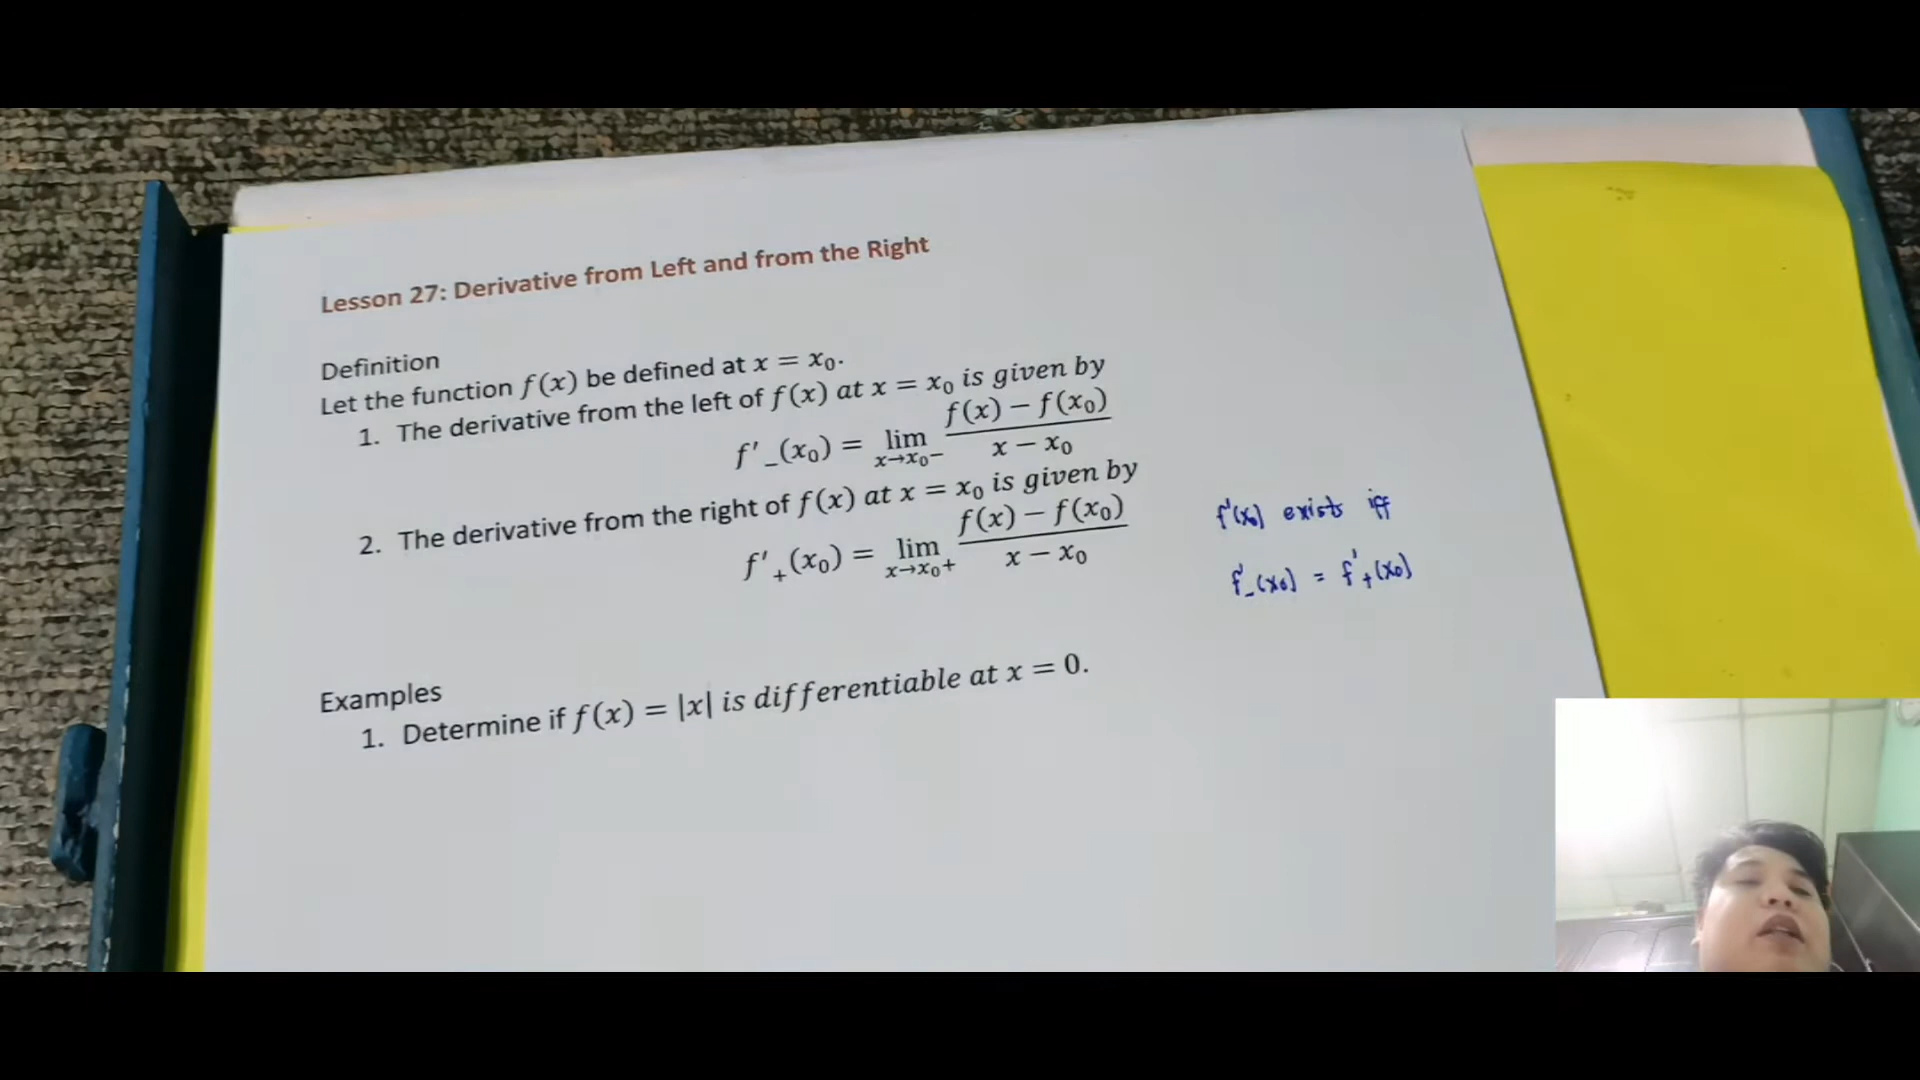 Lesson 27: Derivative from Left and from the Right
Definition
Let the function f(x) be defined at x = x₀.
1. The derivative from the left of f(x) at x = x₀ is given by
f'₋(x₀) = lim x→x₀− f(x) − f(x₀) / x − x₀
2. The derivative from the right of f(x) at x = x₀ is given by
f'₊(x₀) = lim x→x₀+ f(x) − f(x₀) / x − x₀
f'(x₀) exists iff
f'₋(x₀) = f'₊(x₀)
Examples
1. Determine if f(x) = |x| is differentiable at x = 0.